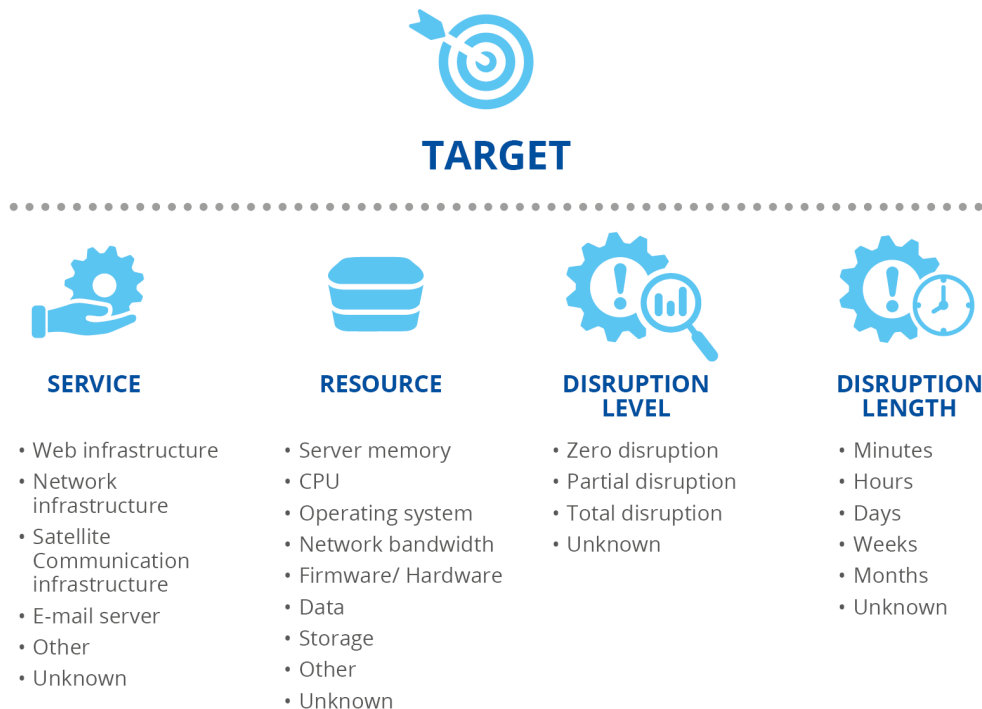 TARGET
SERVICE
• Web infrastructure
• Network
infrastructure
• Satellite
Communication
infrastructure
• E-mail server
• Other
• Unknown
RESOURCE
• Server memory
• CPU
• Operating system
• Network bandwidth
• Firmware/ Hardware
• Data
• Storage
• Other
• Unknown
DISRUPTION
LEVEL
• Zero disruption
• Partial disruption
• Total disruption
• Unknown
DISRUPTION
LENGTH
• Minutes
• Hours
• Days
• Weeks
• Months
• Unknown